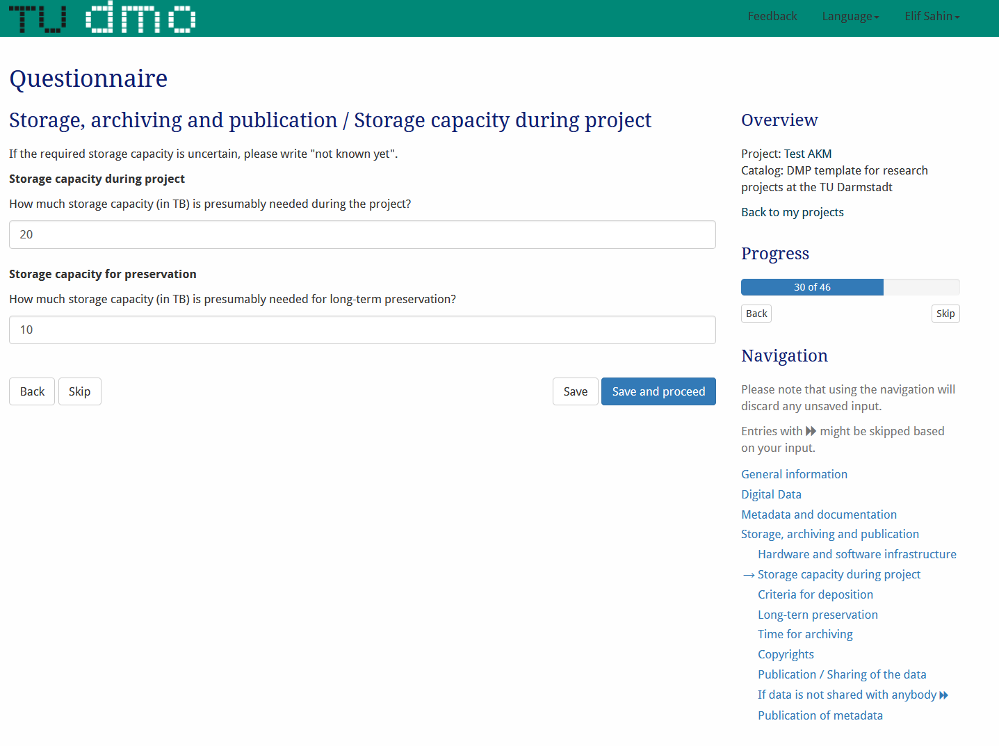 TU dmo
Feedback Language Elif Sahin
Questionnaire
Storage, archiving and publication / Storage capacity during project
If the required storage capacity is uncertain, please write "not known yet".
Storage capacity during project
How much storage capacity (in TB) is presumably needed during the project?
20
Storage capacity for preservation
How much storage capacity (in TB) is presumably needed for long-term preservation?
10
Back Skip Save Save and proceed
Overview
Project: Test AKM
Catalog: DMP template for research
projects at the TU Darmstadt
Back to my projects
Progress
30 of 46
Back Skip
Navigation
Please note that using the navigation will
discard any unsaved input.
Entries with might be skipped based
on your input.
General information
Digital Data
Metadata and documentation
Storage, archiving and publication
Hardware and software infrastructure
→ Storage capacity during project
Criteria for deposition
Long-tern preservation
Time for archiving
Copyrights
Publication / Sharing of the data
If data is not shared with anybody
Publication of metadata